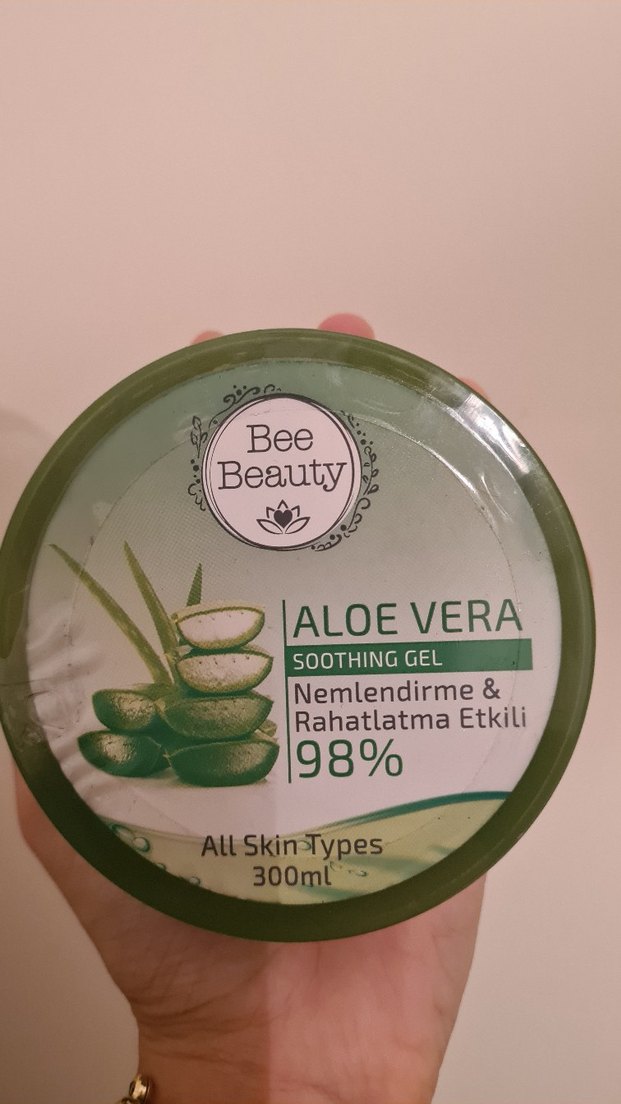 Bee
Beauty
ALOE VERA
SOOTHING GEL
Nemlendirme &
Rahatlatma Etkili
98%
All Skin Types
300ml